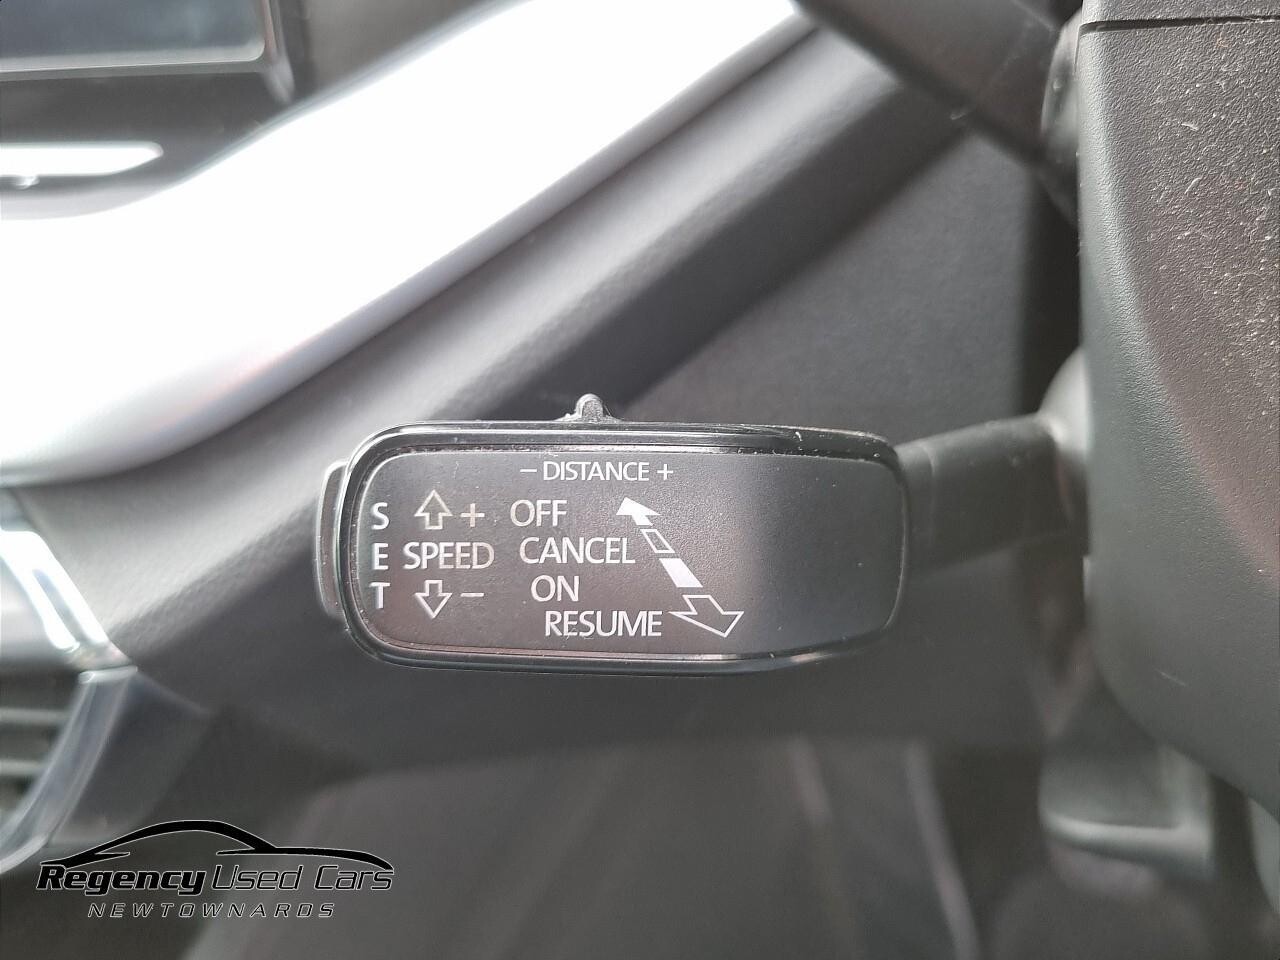 − DISTANCE +
S + OFF
E SPEED CANCEL
T − ON
RESUME
Regency Used Cars
NEWTOWNARDS